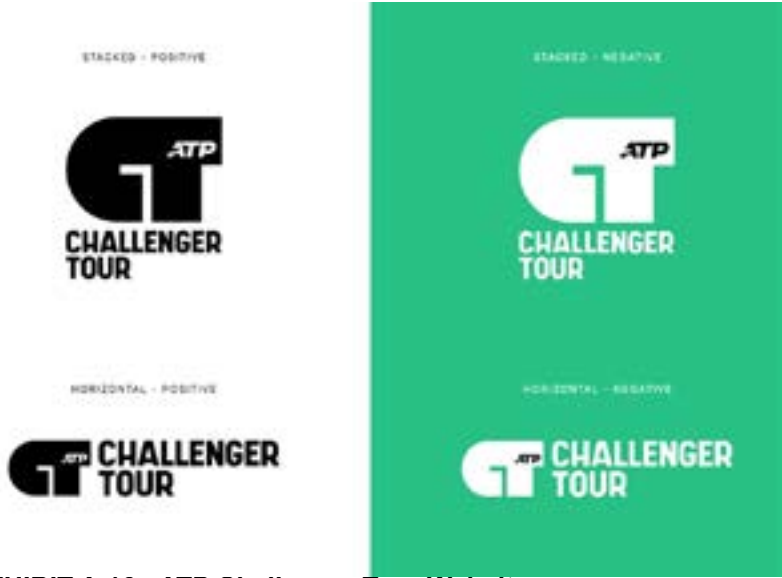 STACKED - POSITIVE
STACKED - NEGATIVE
ATP
CHALLENGER
TOUR
ATP
CHALLENGER
TOUR
HORIZONTAL - POSITIVE
HORIZONTAL - NEGATIVE
ATP
CHALLENGER
TOUR
ATP
CHALLENGER
TOUR